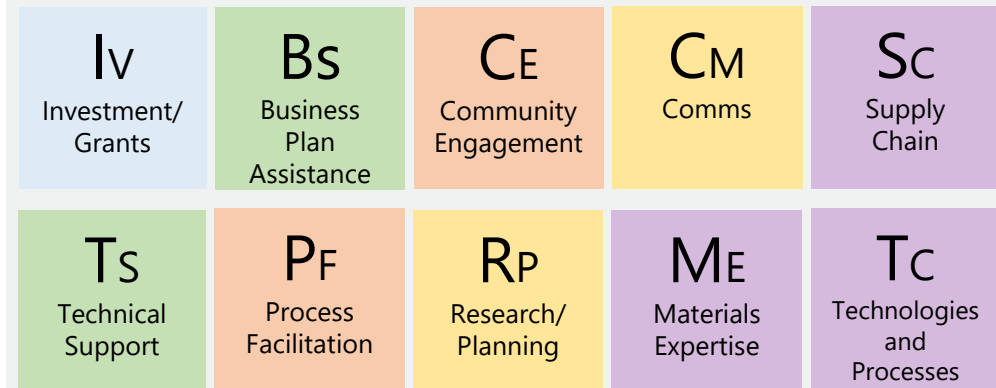 Iv
Investment/
Grants
Bs
Business
Plan
Assistance
CE
Community
Engagement
CM
Comms
Sc
Supply
Chain
Ts
Technical
Support
PF
Process
Facilitation
RP
Research/
Planning
ME
Materials
Expertise
Tc
Technologies
and
Processes